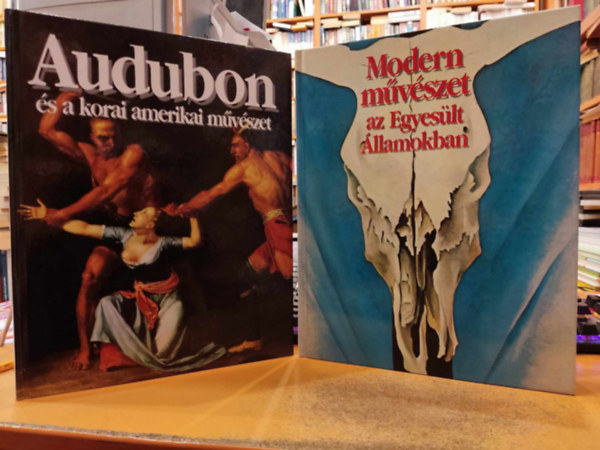 Audubon
és a korai amerikai művészet
Modern
művészet
az Egyesült
Államokban